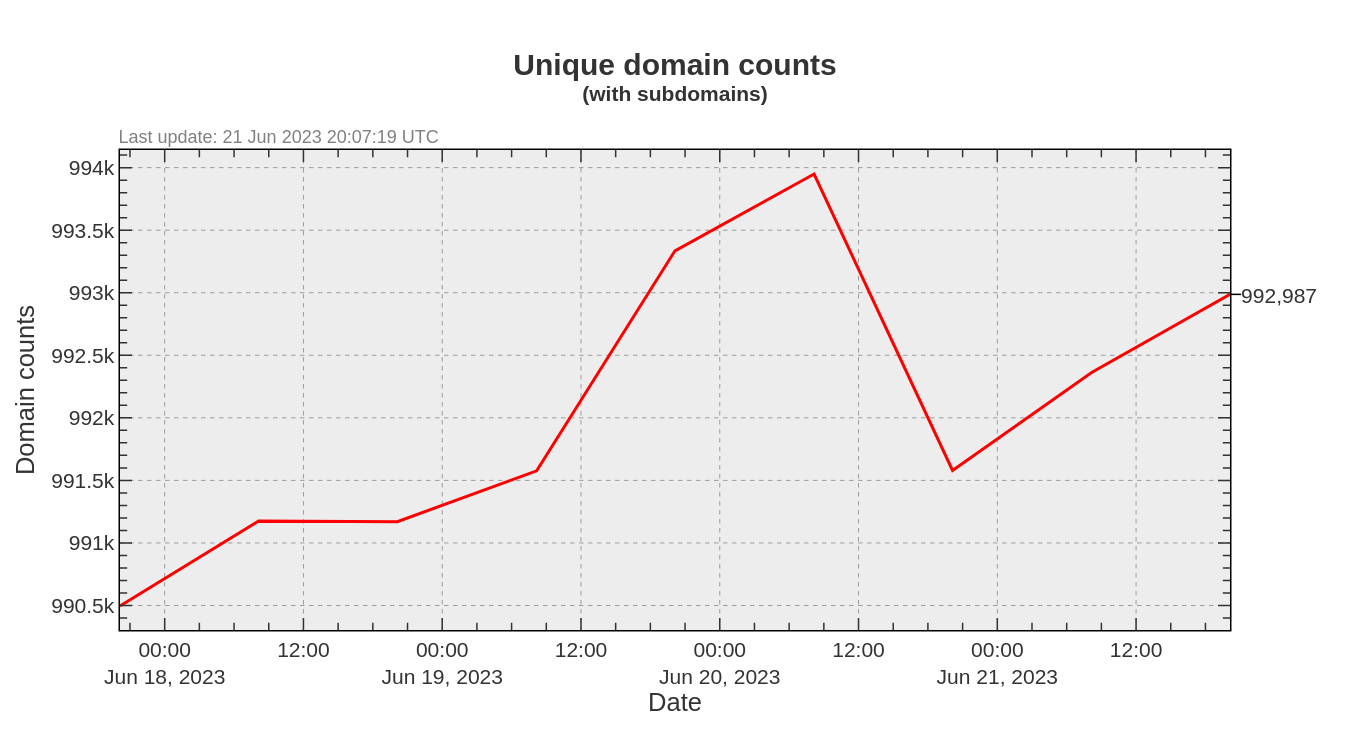 Unique domain counts
(with subdomains)
Last update: 21 Jun 2023 20:07:19 UTC
994k
993.5k
993k
992.5k
992k
991.5k
991k
990.5k
Domain counts
992,987
00:00 12:00 00:00 12:00 00:00 12:00 00:00 12:00
Jun 18, 2023 Jun 19, 2023 Jun 20, 2023 Jun 21, 2023
Date